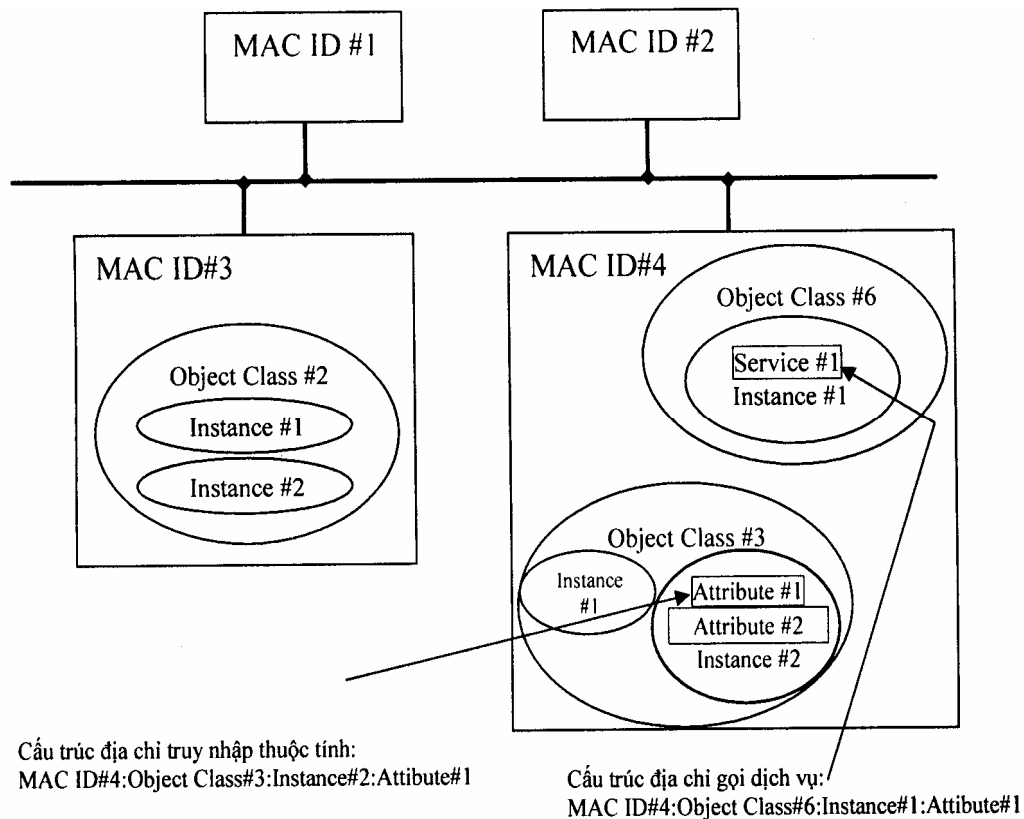 MAC ID #1
MAC ID #2
MAC ID#3
Object Class #2
Instance #1
Instance #2
MAC ID#4
Object Class #6
Service #1
Instance #1
Object Class #3
Instance
#1
Attribute #1
Attribute #2
Instance #2
Cấu trúc địa chỉ truy nhập thuộc tính:
MAC ID#4:Object Class#3:Instance#2:Attibute#1
Cấu trúc địa chỉ gọi dịch vụ:
MAC ID#4:Object Class#6:Instance#1:Attibute#1